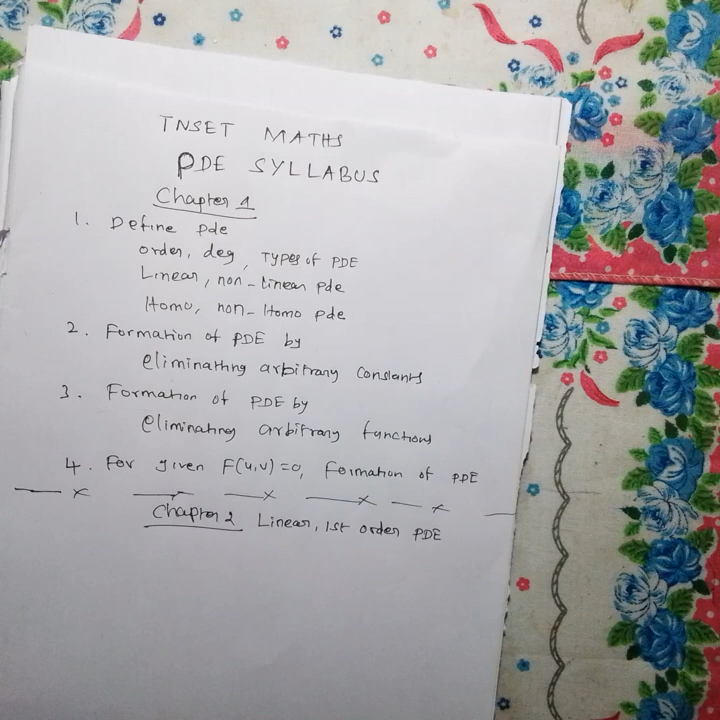 TNSET MATHS
PDE SYLLABUS
Chapter 1
1. Define pde
order, deg, Types of PDE
Linear, non-linear pde
Homo, non-Homo pde
2. Formation of PDE by
eliminating arbitrary constants
3. Formation of PDE by
eliminating arbitrary functions
4. For given F(u,v)=0, Formation of PDE
Chapter 2 Linear, 1st order PDE